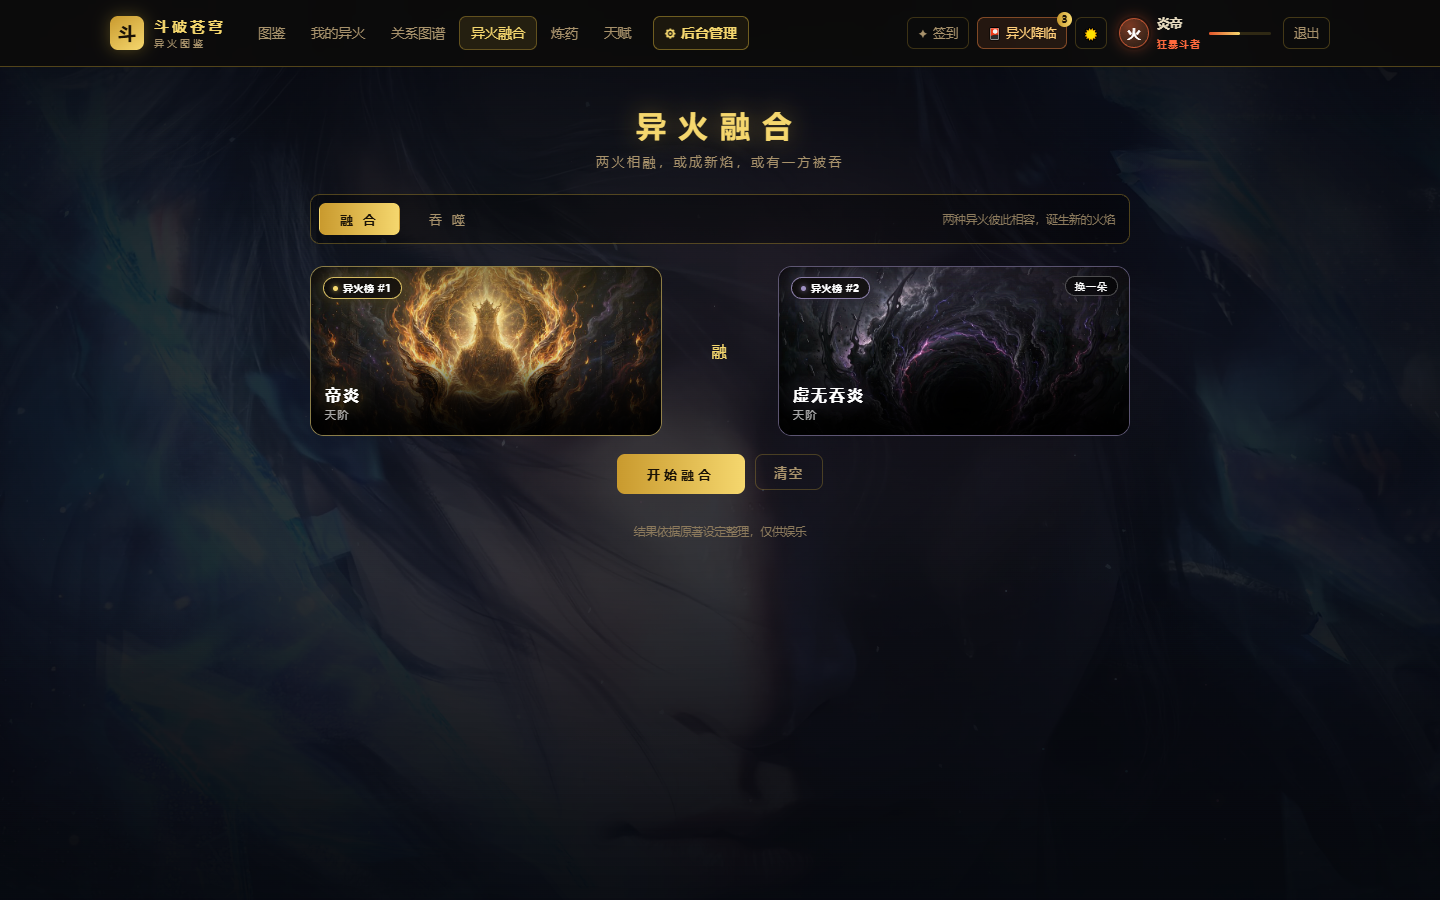 斗
斗破苍穹
异火图鉴
图鉴
我的异火
关系图谱
异火融合
炼药
天赋
后台管理
签到
异火降临
3
火
炎帝
狂暴斗者
退出
异火融合
两火相融，或成新焰，或有一方被吞
融合
吞噬
两种异火彼此相容，诞生新的火焰
异火榜 #1
帝炎
天阶
融
异火榜 #2
换一朵
虚无吞炎
天阶
开始融合
清空
结果依据原著设定整理，仅供娱乐